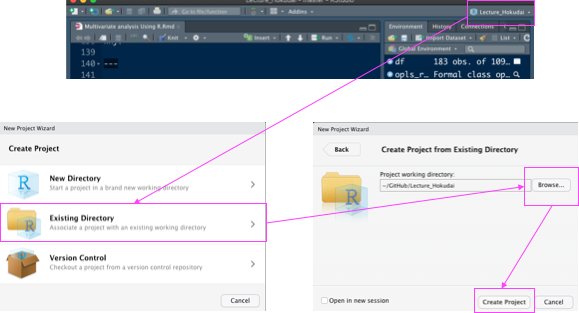 Lecture_Hokudai - master - RStudio
Go to file/function
Addins
Lecture_Hokudai
Multivariate analysis Using R.Rmd
Environment
History
Connections
Knit
Insert
Run
Import Dataset
List
139
Global Environment
140 ---
df 183 obs. of 109…
141
opls_r… Formal class op…
New Project Wizard
Create Project
New Directory
Start a project in a brand new working directory
Existing Directory
Associate a project with an existing working directory
Version Control
Checkout a project from a version control repository
Cancel
New Project Wizard
Back
Create Project from Existing Directory
Project working directory:
~/GitHub/Lecture_Hokudai
Browse...
Open in new session
Create Project
Cancel